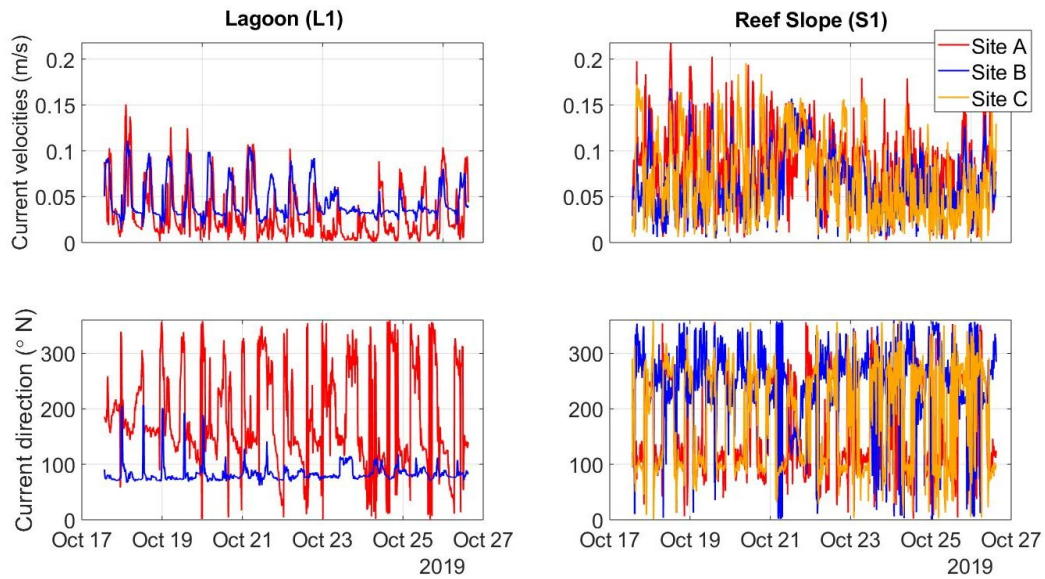 Lagoon (L1)
Reef Slope (S1)
Site A
Site B
Site C
Current velocities (m/s)
0.2
0.15
0.1
0.05
0
0.2
0.15
0.1
0.05
0
Current direction (° N)
300
200
100
0
Oct 17 Oct 19 Oct 21 Oct 23 Oct 25 Oct 27
2019
300
200
100
0
Oct 17 Oct 19 Oct 21 Oct 23 Oct 25 Oct 27
2019